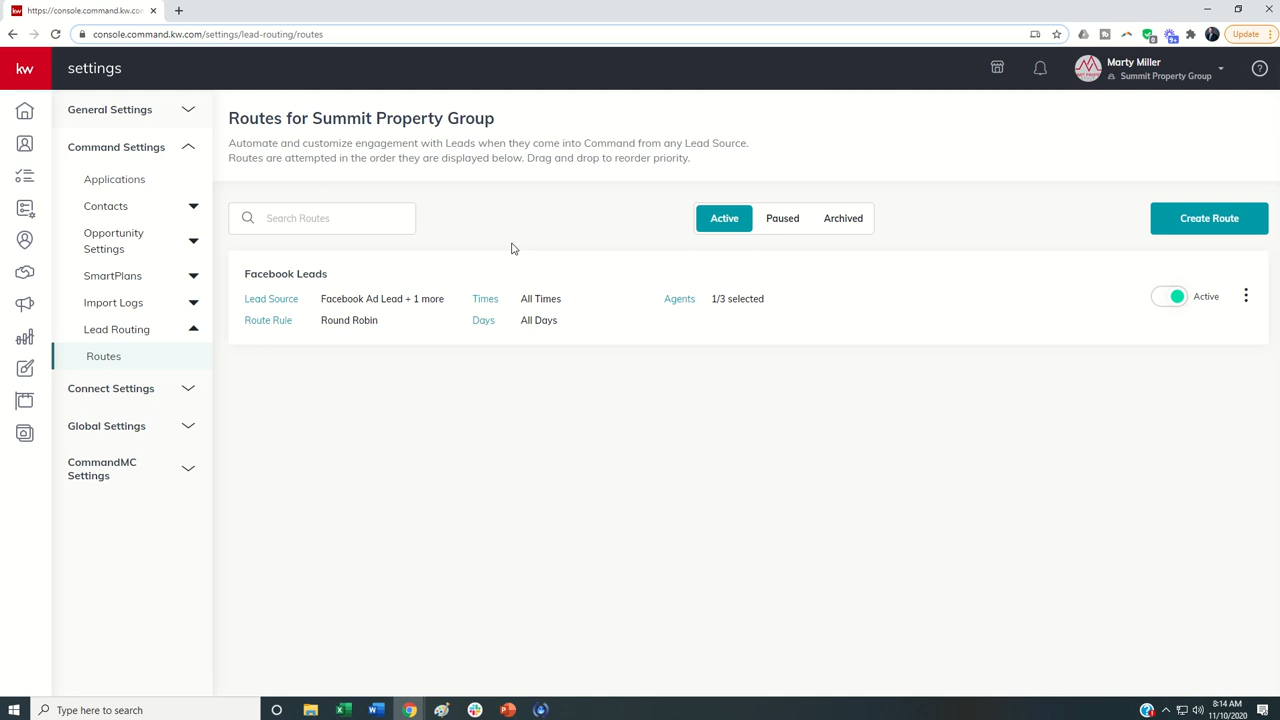 https://console.command.kw.com
console.command.kw.com/settings/lead-routing/routes
Update
kw
settings
Marty Miller
Summit Property Group
General Settings
Command Settings
Applications
Contacts
Opportunity
Settings
SmartPlans
Import Logs
Lead Routing
Routes
Connect Settings
Global Settings
CommandMC
Settings
Routes for Summit Property Group
Automate and customize engagement with Leads when they come into Command from any Lead Source.
Routes are attempted in the order they are displayed below. Drag and drop to reorder priority.
Search Routes
Active
Paused
Archived
Create Route
Facebook Leads
Lead Source Facebook Ad Lead + 1 more Times All Times Agents 1/3 selected
Route Rule Round Robin Days All Days
Active
Type here to search
8:14 AM
11/10/2020